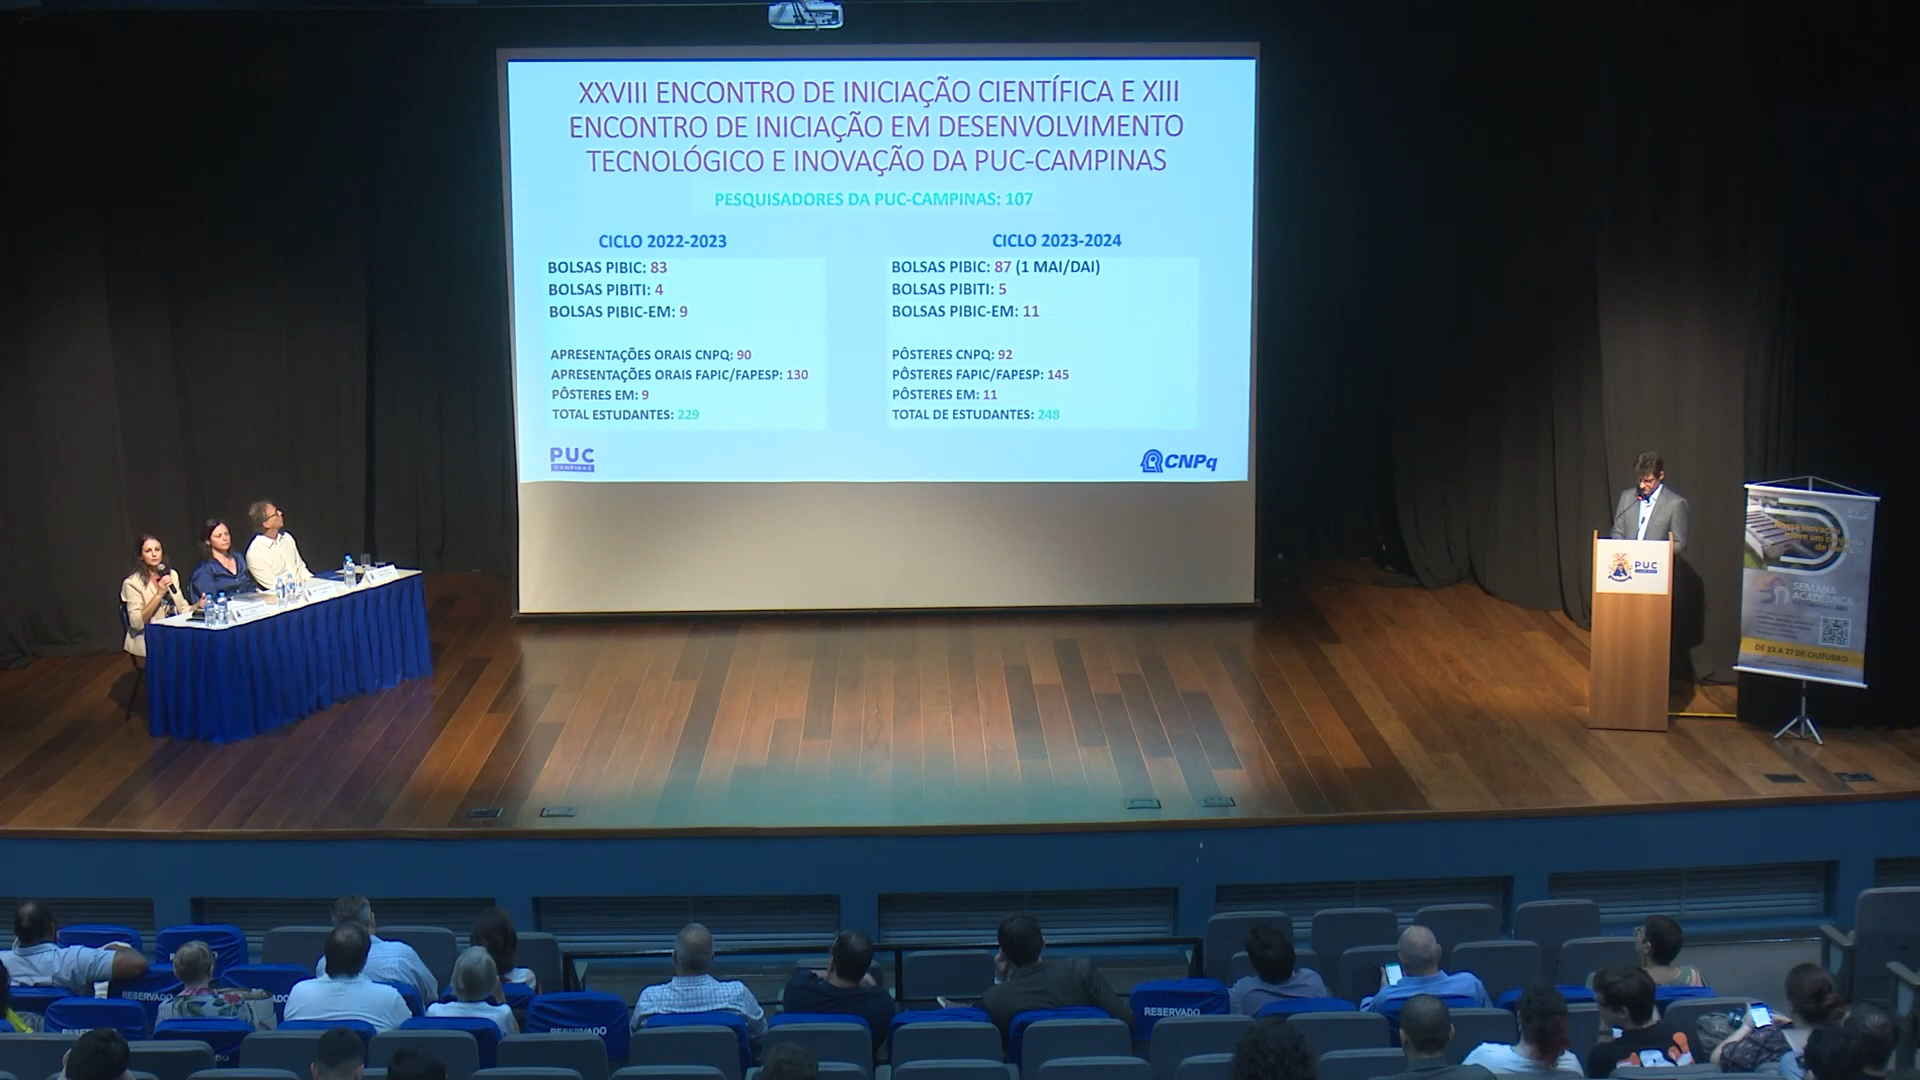 XXVIII ENCONTRO DE INICIAÇÃO CIENTÍFICA E XIII
ENCONTRO DE INICIAÇÃO EM DESENVOLVIMENTO
TECNOLÓGICO E INOVAÇÃO DA PUC-CAMPINAS
PESQUISADORES DA PUC-CAMPINAS: 107
CICLO 2022-2023
BOLSAS PIBIC: 83
BOLSAS PIBITI: 4
BOLSAS PIBIC-EM: 9
APRESENTAÇÕES ORAIS CNPQ: 90
APRESENTAÇÕES ORAIS FAPIC/FAPESP: 130
PÔSTERES EM: 9
TOTAL ESTUDANTES: 229
CICLO 2023-2024
BOLSAS PIBIC: 87 (1 MAI/DAI)
BOLSAS PIBITI: 5
BOLSAS PIBIC-EM: 11
PÔSTERES CNPQ: 92
PÔSTERES FAPIC/FAPESP: 145
PÔSTERES EM: 11
TOTAL DE ESTUDANTES: 248
PUC
CAMPINAS
CNPq
PUC
SEMANA
ACADÊMICA
DE 23 A 27 DE OUTUBRO
RESERVADO
RESERVADO
RESERVADO